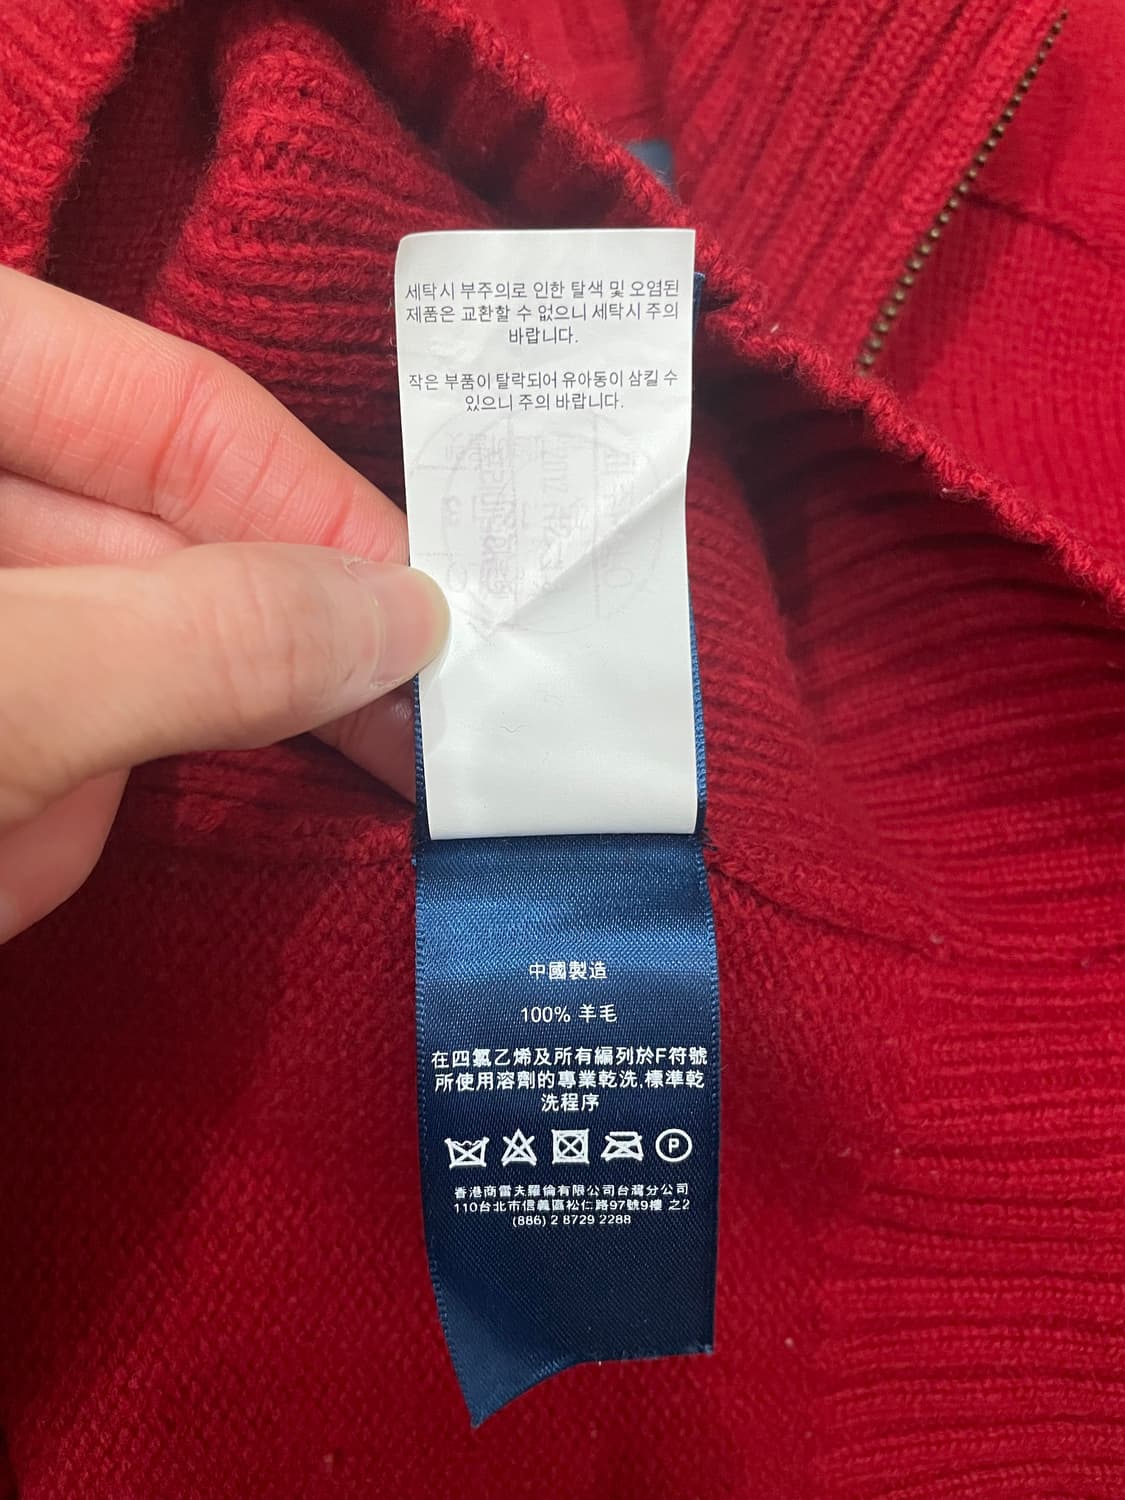 세탁시 부주의로 인한 탈색 및 오염된
제품은 교환할 수 없으니 세탁시 주의
바랍니다.
작은 부품이 탈락되어 유아동이 삼킬 수
있으니 주의 바랍니다.
中國製造
100% 羊毛
在四氯乙烯及所有編列於F符號
所使用溶劑的專業乾洗,標準乾
洗程序
P
香港商雷夫羅倫有限公司台灣分公司
110台北市信義區松仁路97號9樓 之2
(886) 2 8729 2288